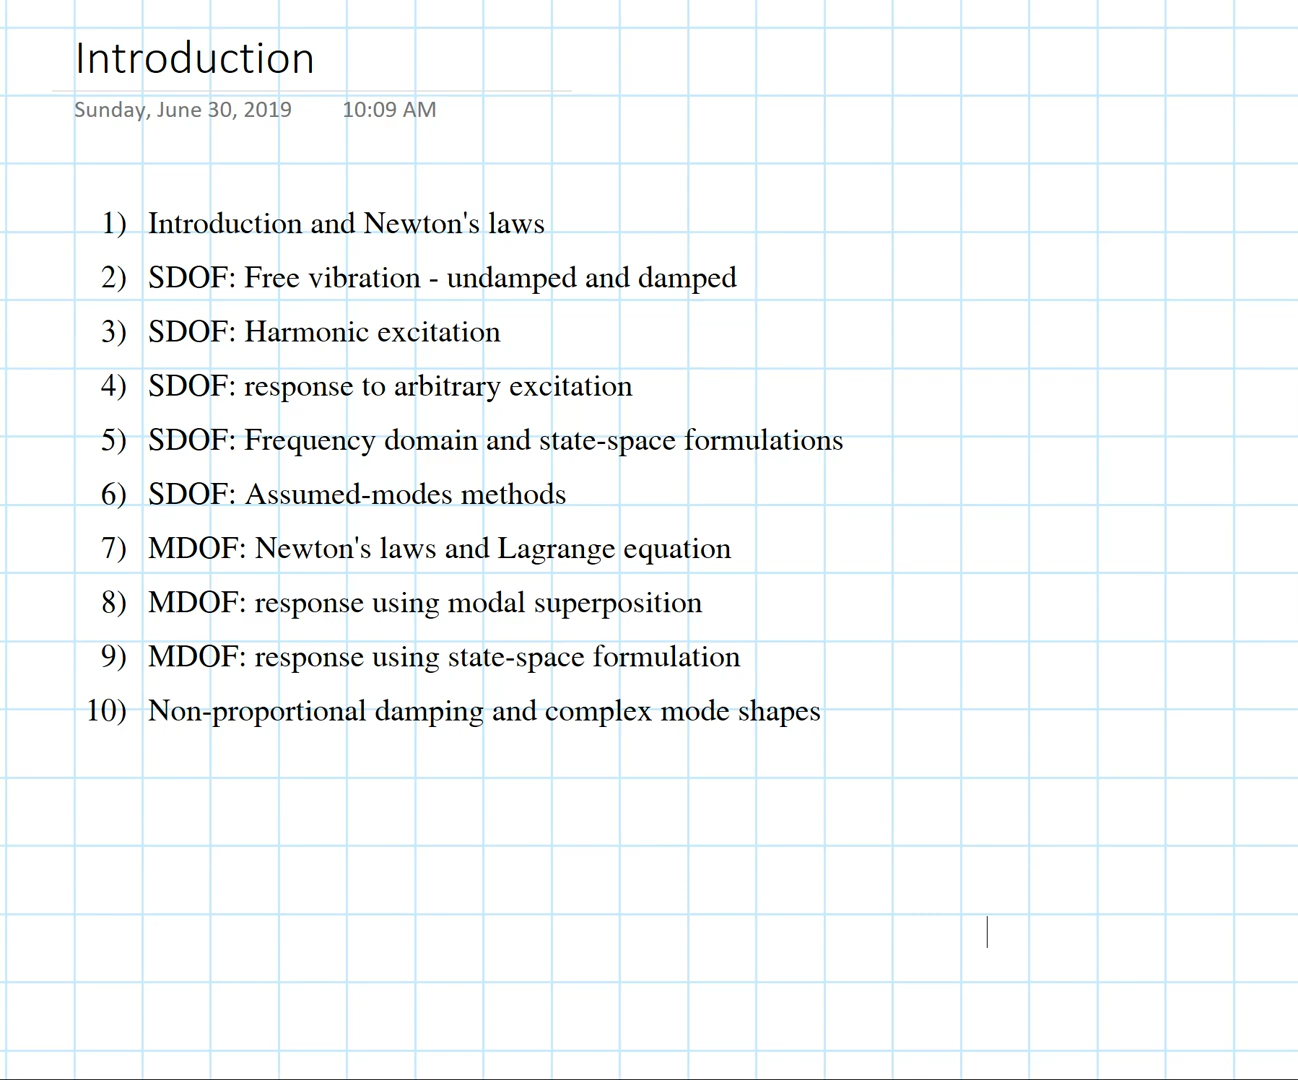 Introduction
Sunday, June 30, 2019 10:09 AM
1) Introduction and Newton's laws
2) SDOF: Free vibration - undamped and damped
3) SDOF: Harmonic excitation
4) SDOF: response to arbitrary excitation
5) SDOF: Frequency domain and state-space formulations
6) SDOF: Assumed-modes methods
7) MDOF: Newton's laws and Lagrange equation
8) MDOF: response using modal superposition
9) MDOF: response using state-space formulation
10) Non-proportional damping and complex mode shapes